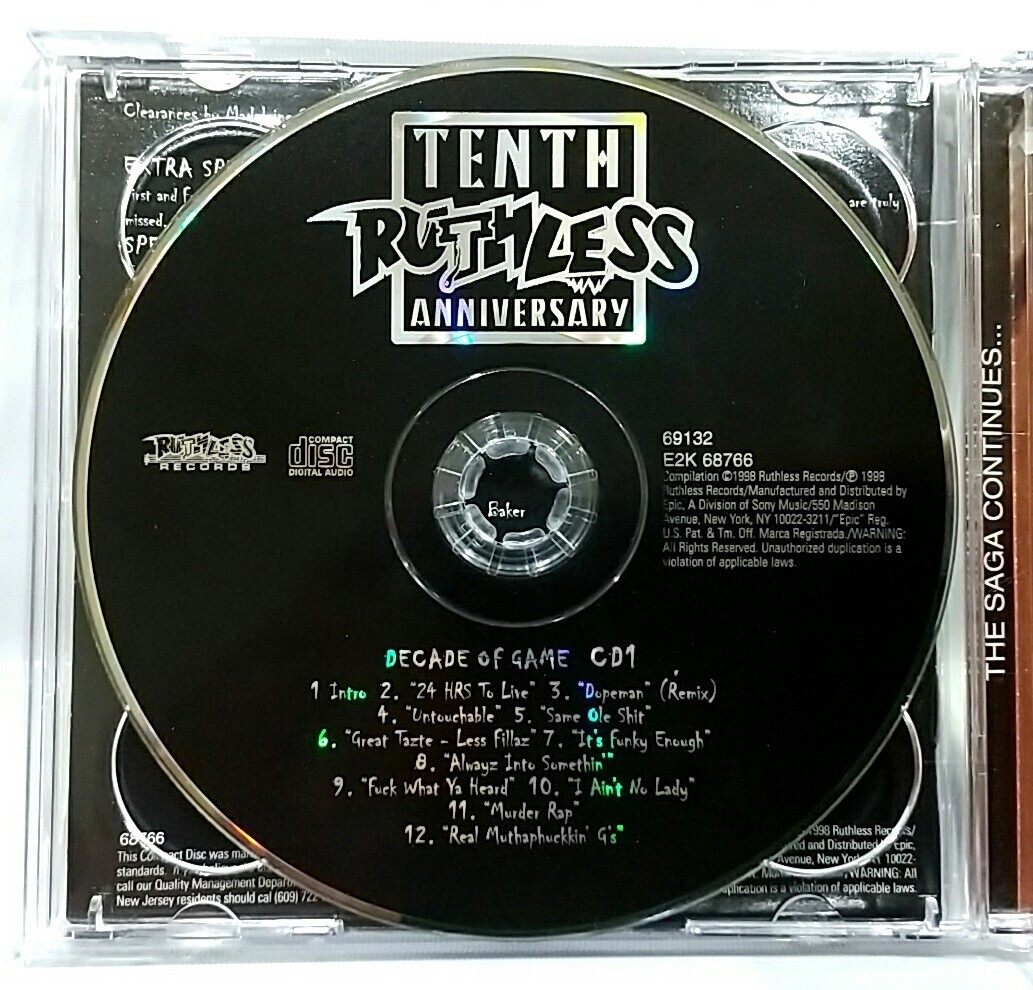 Clearances by
EXTRA
First and
missed.
are truly
TENTH
RUTHLESS
ANNIVERSARY
RUTHLESS
RECORDS
COMPACT
disc
DIGITAL AUDIO
Baker
69132
E2K 68766
Compilation ©1998 Ruthless Records/℗ 1998
Ruthless Records/Manufactured and Distributed by
Epic, A Division of Sony Music/550 Madison
Avenue, New York, NY 10022-3211/"Epic" Reg.
U.S. Pat. & Tm. Off. Marca Registrada./WARNING:
All Rights Reserved. Unauthorized duplication is a
violation of applicable laws.
THE SAGA CONTINUES...
DECADE OF GAME CD1
1 Intro 2. "24 HRS To Live" 3. "Dopeman" (Remix)
4. "Untouchable" 5. "Same Ole Shit"
6. "Great Tazte - Less Fillaz" 7. "It's Funky Enough"
8. "Alwayz Into Somethin'"
9. "Fuck What Ya Heard" 10. "I Ain't No Lady"
11. "Murder Rap"
12. "Real Muthaphuckkin' G's"
68766
This Compact Disc was
standards.
call our Quality Management
New Jersey residents should cal (609) 722
1998 Ruthless Records/
and Distributed Epic,
Avenue, New York, 10022-
WARNING: All
duplication is a violation of applicable laws.